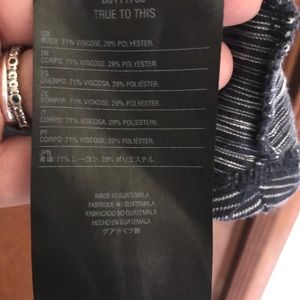 TRUE TO THIS
GB
BODY: 71% VISCOSE, 29% POLYESTER.
FR
CORPS: 71% VISCOSE, 29% POLYESTER.
ES
CUERPO: 71% VISCOSE, 29% POLIÉSTER.
DE
KÖRPER: 71% VISKOSE, 29% POLYESTER.
IT
CORPO: 71% VISCOSE, 29% POLIESTERE.
PT
CORPO: 71% VISCOSE, 29% POLIÉSTER.
JPN
身頃: 71% レーヨン, 29% ポリエステル
MADE IN GUATEMALA
FABRIQUÉ AU GUATEMALA
FABRICADO NO GUATEMALA
HECHO EN GUATEMALA
グアテマラ製